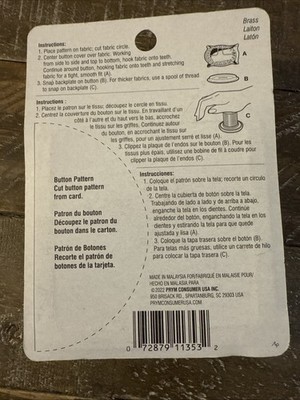 Brass
Laiton
Latón
Instructions:
1. Place pattern on fabric; cut fabric circle.
2. Center button cover over fabric. Working
from side to side and top to bottom, hook fabric onto teeth.
Continue around button, hooking fabric onto teeth and stretching
fabric for a tight, smooth fit (A).
3. Snap backplate on button (B). For thicker fabrics, use a spool of thread
to snap on backplate (C).
A
B
Instructions :
1. Placez le patron sur le tissu; découpez le cercle en tissu.
2. Centrez la couverture du bouton sur le tissu. En travaillant d'un
côté à l'autre et du haut vers le bas, accrochez
le tissu sur les griffes. Continuez autour
du bouton, en accrochant le tissu sur
les griffes, pour un ajustement serré et lisse (A).
3. Clippez la plaque de l'endos sur le bouton (B). Pour les
tissus plus épais, utilisez une bobine de fil à coudre pour
clipper la plaque de l'endos (C).
C
Button Pattern
Cut button pattern
from card.
Patron du bouton
Découpez le patron du
bouton dans le carton.
Patrón de Botones
Recorte el patrón de
botones de la tarjeta.
Instrucciones:
1. Coloque el patrón sobre la tela; recorte un círculo
de la tela.
2. Centre la cubierta de botón sobre la tela.
Trabajando de lado a lado y de arriba a abajo,
enganche la tela en los dientes. Continúe
alrededor del botón, enganchando la tela en los
dientes y estirando la tela para que quede
ajustada y lisa (A).
3. Coloque la tapa trasera sobre el botón (B).
Para telas más gruesas, utilice un carrete de hilo
para colocar la tapa trasera (C).
MADE IN MALAYSIA FOR/FABRIQUÉ EN MALAISIE POUR/
HECHO EN MALASIA PARA :
©2022 PRYM CONSUMER USA INC.
950 BRISACK RD., SPARTANBURG, SC 29303 USA
PRYMCONSUMERUSA.COM
0 72879 11353 2